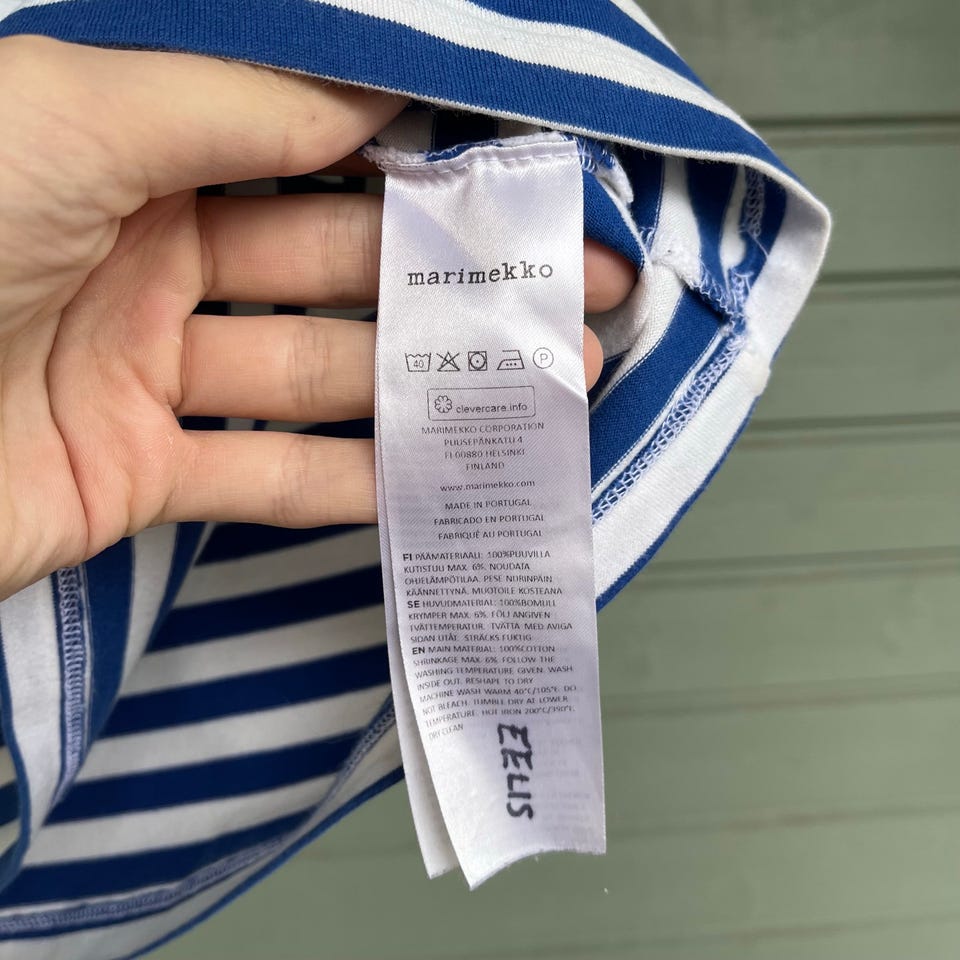 marimekko
40 P
clevercare.info
MARIMEKKO CORPORATION
PUUSEPÄNKATU 4
FI-00880 HELSINKI
FINLAND
www.marimekko.com
MADE IN PORTUGAL
FABRICADO EN PORTUGAL
FABRIQUÉ AU PORTUGAL
FI PÄÄMATERIAALI: 100%PUUVILLA
KUTISTUU MAX. 6%. NOUDATA
OHJELÄMPÖTILAA. PESE NURINPÄIN
KÄÄNNETTYNÄ. MUOTOILE KOSTEANA
SE HUVUDMATERIAL: 100%BOMULL
KRYMPER MAX. 6%. FÖLJ ANGIVEN
TVÄTTEMPERATUR. TVÄTTA MED AVIGA
SIDAN UTÅT. STRÄCKS FUKTIG
EN MAIN MATERIAL: 100%COTTON
SHRINKAGE MAX. 6%. FOLLOW THE
WASHING TEMPERATURE GIVEN. WASH
INSIDE OUT. RESHAPE TO DRY
MACHINE WASH WARM 40°C/105°F. DO
NOT BLEACH. TUMBLE DRY AT LOWER
TEMPERATURE. HOT IRON 200°C/390°F.
DRY CLEAN
EELIS